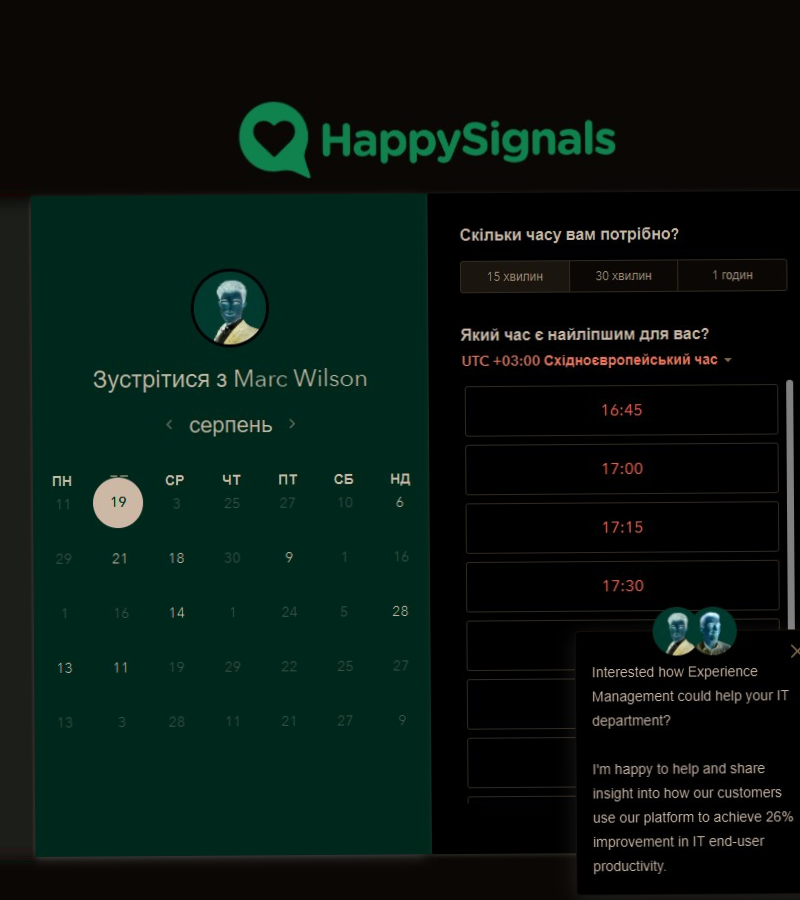 HappySignals
Зустрітися з Marc Wilson
серпень
ПН СР ЧТ ПТ СБ НД
11 19 3 25 27 10 6
29 21 18 30 9 1 16
1 16 14 1 24 5 28
13 11 19 29 22 25 27
13 3 28 11 21 27 9
Скільки часу вам потрібно?
15 хвилин 30 хвилин 1 годин
Який час є найліпшим для вас?
UTC +03:00 Східноєвропейський час
16:45
17:00
17:15
17:30
Interested how Experience
Management could help your IT
department?
I'm happy to help and share
insight into how our customers
use our platform to achieve 26%
improvement in IT end-user
productivity.